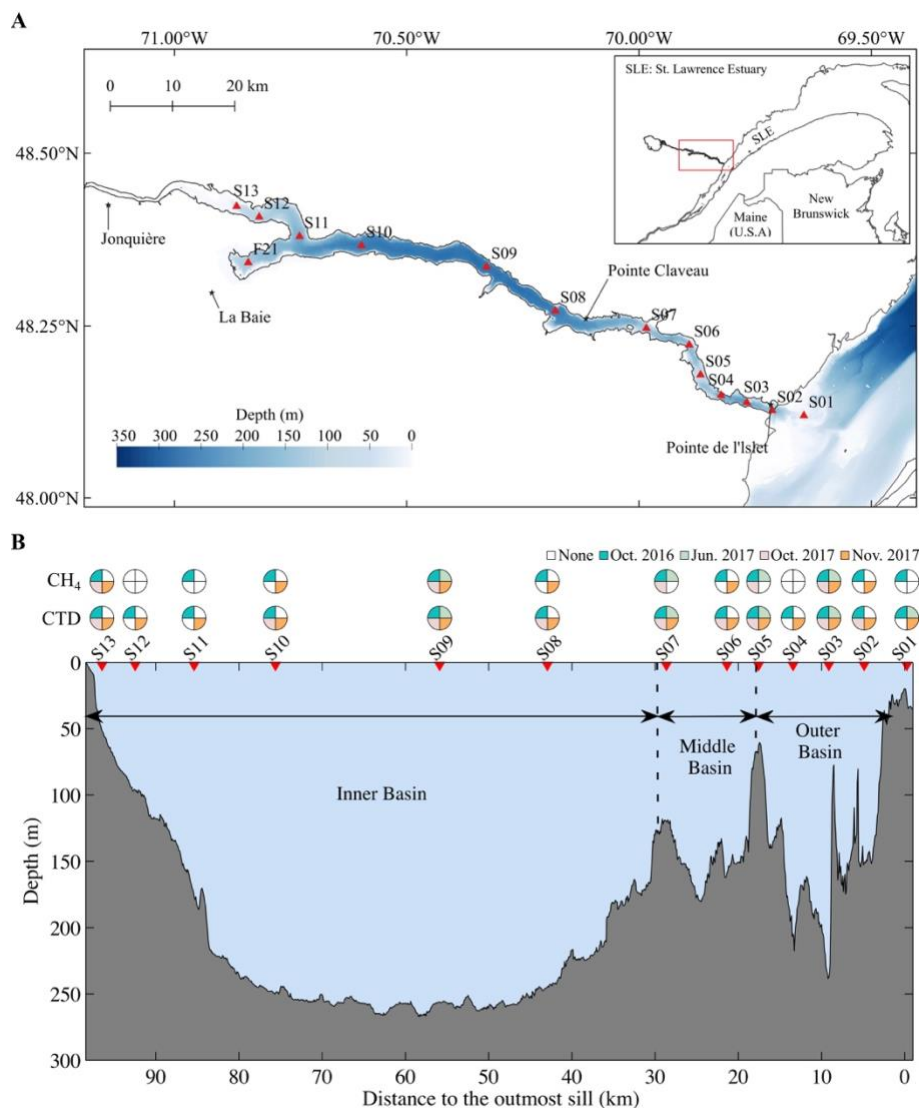 A
71.00°W 70.50°W 70.00°W 69.50°W
0 10 20 km
SLE: St. Lawrence Estuary
SLE
Maine
(U.S.A)
New
Brunswick
48.50°N
48.25°N
48.00°N
S13
S12
S11
S10
F21
S09
S08
S07
S06
S05
S04
S03
S02
S01
Jonquière
La Baie
Pointe Claveau
Pointe de l'Islet
Depth (m)
350 300 250 200 150 100 50 0
B
None Oct. 2016 Jun. 2017 Oct. 2017 Nov. 2017
CH4
CTD
S13 S12 S11 S10 S09 S08 S07 S06 S05 S04 S03 S02 S01
0
50
100
150
200
250
300
Depth (m)
Inner Basin
Middle
Basin
Outer
Basin
90 80 70 60 50 40 30 20 10 0
Distance to the outmost sill (km)